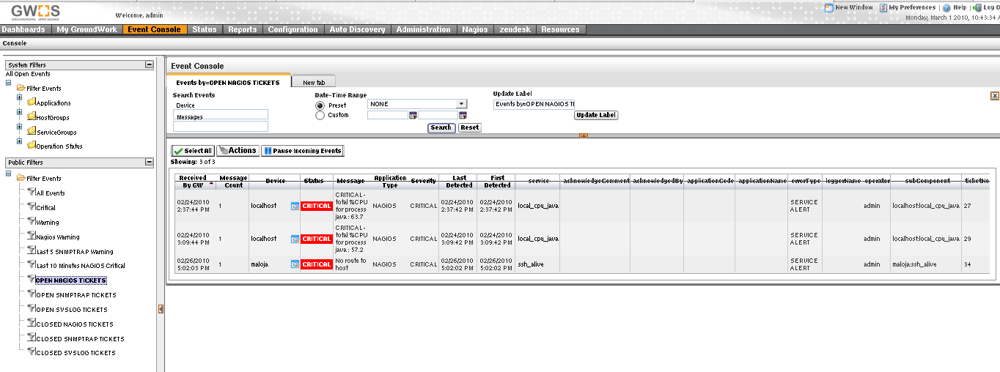 GWOS
GROUNDWORK OPEN SOURCE
Welcome, admin
New Window My Preferences Help Log O
Monday, March 1 2010, 10:43:34 A
Dashboards My GroundWork Event Console Status Reports Configuration Auto Discovery Administration Nagios zendesk Resources
Console
System Filters
All Open Events
Filter Events
Applications
HostGroups
ServiceGroups
Operation Status
Public Filters
Filter Events
All Events
Critical
Warning
Nagios Warning
Last 5 SNMPTRAP Warning
Last 10 Minutes NAGIOS Critical
OPEN NAGIOS TICKETS
OPEN SNMPTRAP TICKETS
OPEN SYSLOG TICKETS
CLOSED NAGIOS TICKETS
CLOSED SNMPTRAP TICKETS
CLOSED SYSLOG TICKETS
Event Console
Events by=OPEN NAGIOS TICKETS New tab
Search Events Date-Time Range Update Label
Device Preset NONE Events by=OPEN NAGIOS TI
Messages Custom Update Label
Search Reset
Select All Actions Pause Incoming Events
Showing: 3 of 3
Received By GW Message Count Device Status Message Application Type Severity Last Detected First Detected service acknowledgeComment acknowledgedBy applicationCode applicationName errorType loggerName operator subComponent ticketNo
02/24/2010 2:37:44 PM 1 localhost CRITICAL CRITICAL - total %CPU for process java : 63.7 NAGIOS CRITICAL 02/24/2010 2:37:42 PM 02/24/2010 2:37:42 PM local_cpu_java SERVICE ALERT admin localhost:local_cpu_java 27
02/24/2010 3:09:44 PM 1 localhost CRITICAL CRITICAL - total %CPU for process java : 57.2 NAGIOS CRITICAL 02/24/2010 3:09:42 PM 02/24/2010 3:09:42 PM local_cpu_java SERVICE ALERT admin localhost:local_cpu_java 29
02/26/2010 5:02:03 PM 1 maloja CRITICAL No route to host NAGIOS CRITICAL 02/26/2010 5:02:02 PM 02/26/2010 5:02:02 PM ssh_alive SERVICE ALERT admin maloja:ssh_alive 34